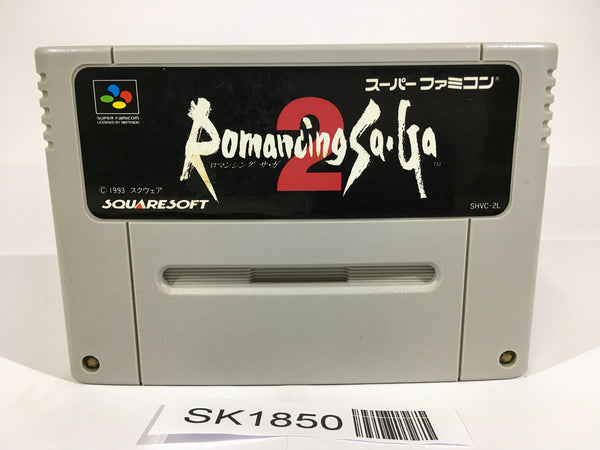 SUPER Famicom
LICENSED BY NINTENDO
スーパーファミコン®
Romancing Sa·Ga 2 ™
ロマンシング サ・ガ
© 1993 スクウェア
SQUARESOFT
SHVC-2L
SK1850